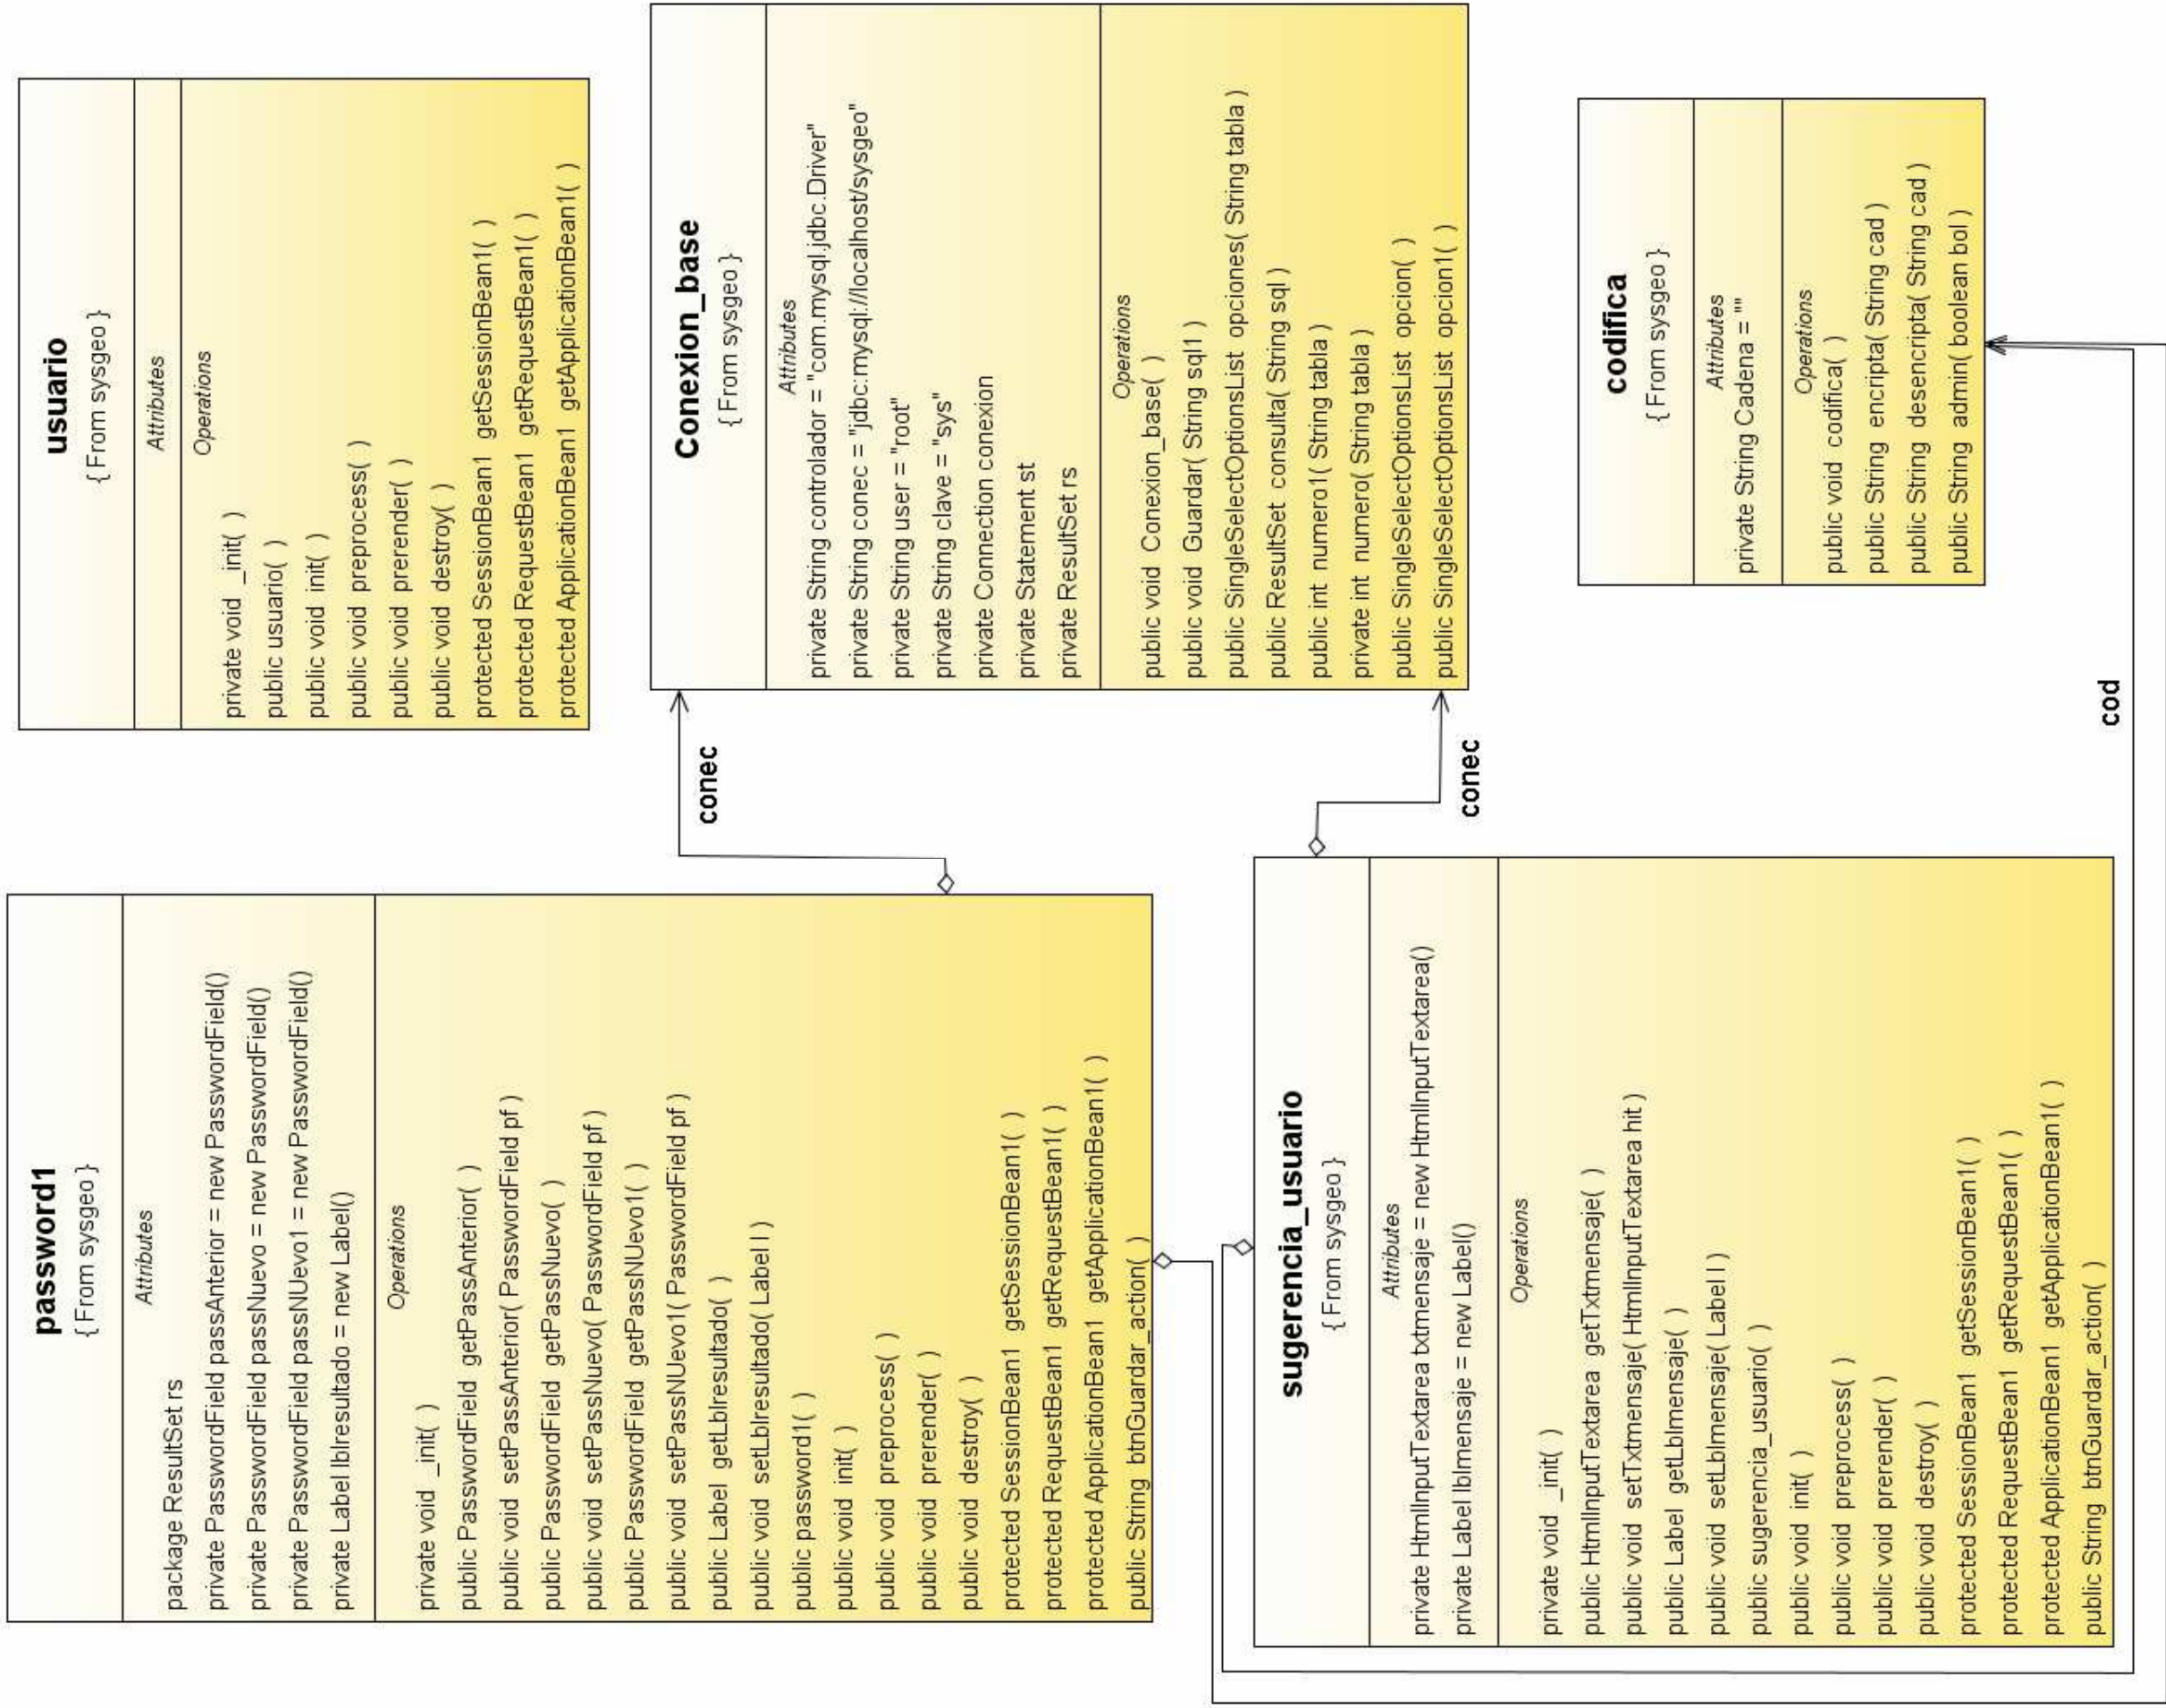 password1
{ From sysgeo }
Attributes
package ResultSet rs
private PasswordField passAnterior = new PasswordField()
private PasswordField passNuevo = new PasswordField()
private PasswordField passNUevo1 = new PasswordField()
private Label lblresultado = new Label()
Operations
private void _init( )
public PasswordField getPassAnterior( )
public void setPassAnterior( PasswordField pf )
public PasswordField getPassNuevo( )
public void setPassNuevo( PasswordField pf )
public PasswordField getPassNUevo1( )
public void setPassNUevo1( PasswordField pf )
public Label getLblresultado( )
public void setLblresultado( Label l )
public password1( )
public void init( )
public void preprocess( )
public void prerender( )
public void destroy( )
protected SessionBean1 getSessionBean1( )
protected RequestBean1 getRequestBean1( )
protected ApplicationBean1 getApplicationBean1( )
public String btnGuardar_action( )
usuario
{ From sysgeo }
Attributes
Operations
private void _init( )
public usuario( )
public void init( )
public void preprocess( )
public void prerender( )
public void destroy( )
protected SessionBean1 getSessionBean1( )
protected RequestBean1 getRequestBean1( )
protected ApplicationBean1 getApplicationBean1( )
conec
Conexion_base
{ From sysgeo }
Attributes
private String controlador = "com.mysql.jdbc.Driver"
private String conec = "jdbc:mysql://localhost/sysgeo"
private String user = "root"
private String clave = "sys"
private Connection conexion
private Statement st
private ResultSet rs
Operations
public void Conexion_base( )
public void Guardar( String sql1 )
public SingleSelectOptionsList opciones( String tabla )
public ResultSet consulta( String sql )
public int numero1( String tabla )
private int numero( String tabla )
public SingleSelectOptionsList opcion( )
public SingleSelectOptionsList opcion1( )
conec
sugerencia_usuario
{ From sysgeo }
Attributes
private HtmlInputTextarea txtmensaje = new HtmlInputTextarea()
private Label lblmensaje = new Label()
Operations
private void _init( )
public HtmlInputTextarea getTxtmensaje( )
public void setTxtmensaje( HtmlInputTextarea hit )
public Label getLblmensaje( )
public void setLblmensaje( Label l )
public sugerencia_usuario( )
public void init( )
public void preprocess( )
public void prerender( )
public void destroy( )
protected SessionBean1 getSessionBean1( )
protected RequestBean1 getRequestBean1( )
protected ApplicationBean1 getApplicationBean1( )
public String btnGuardar_action( )
codifica
{ From sysgeo }
Attributes
private String Cadena = ""
Operations
public void codifica( )
public String encripta( String cad )
public String desencripta( String cad )
public String admin( boolean bol )
cod